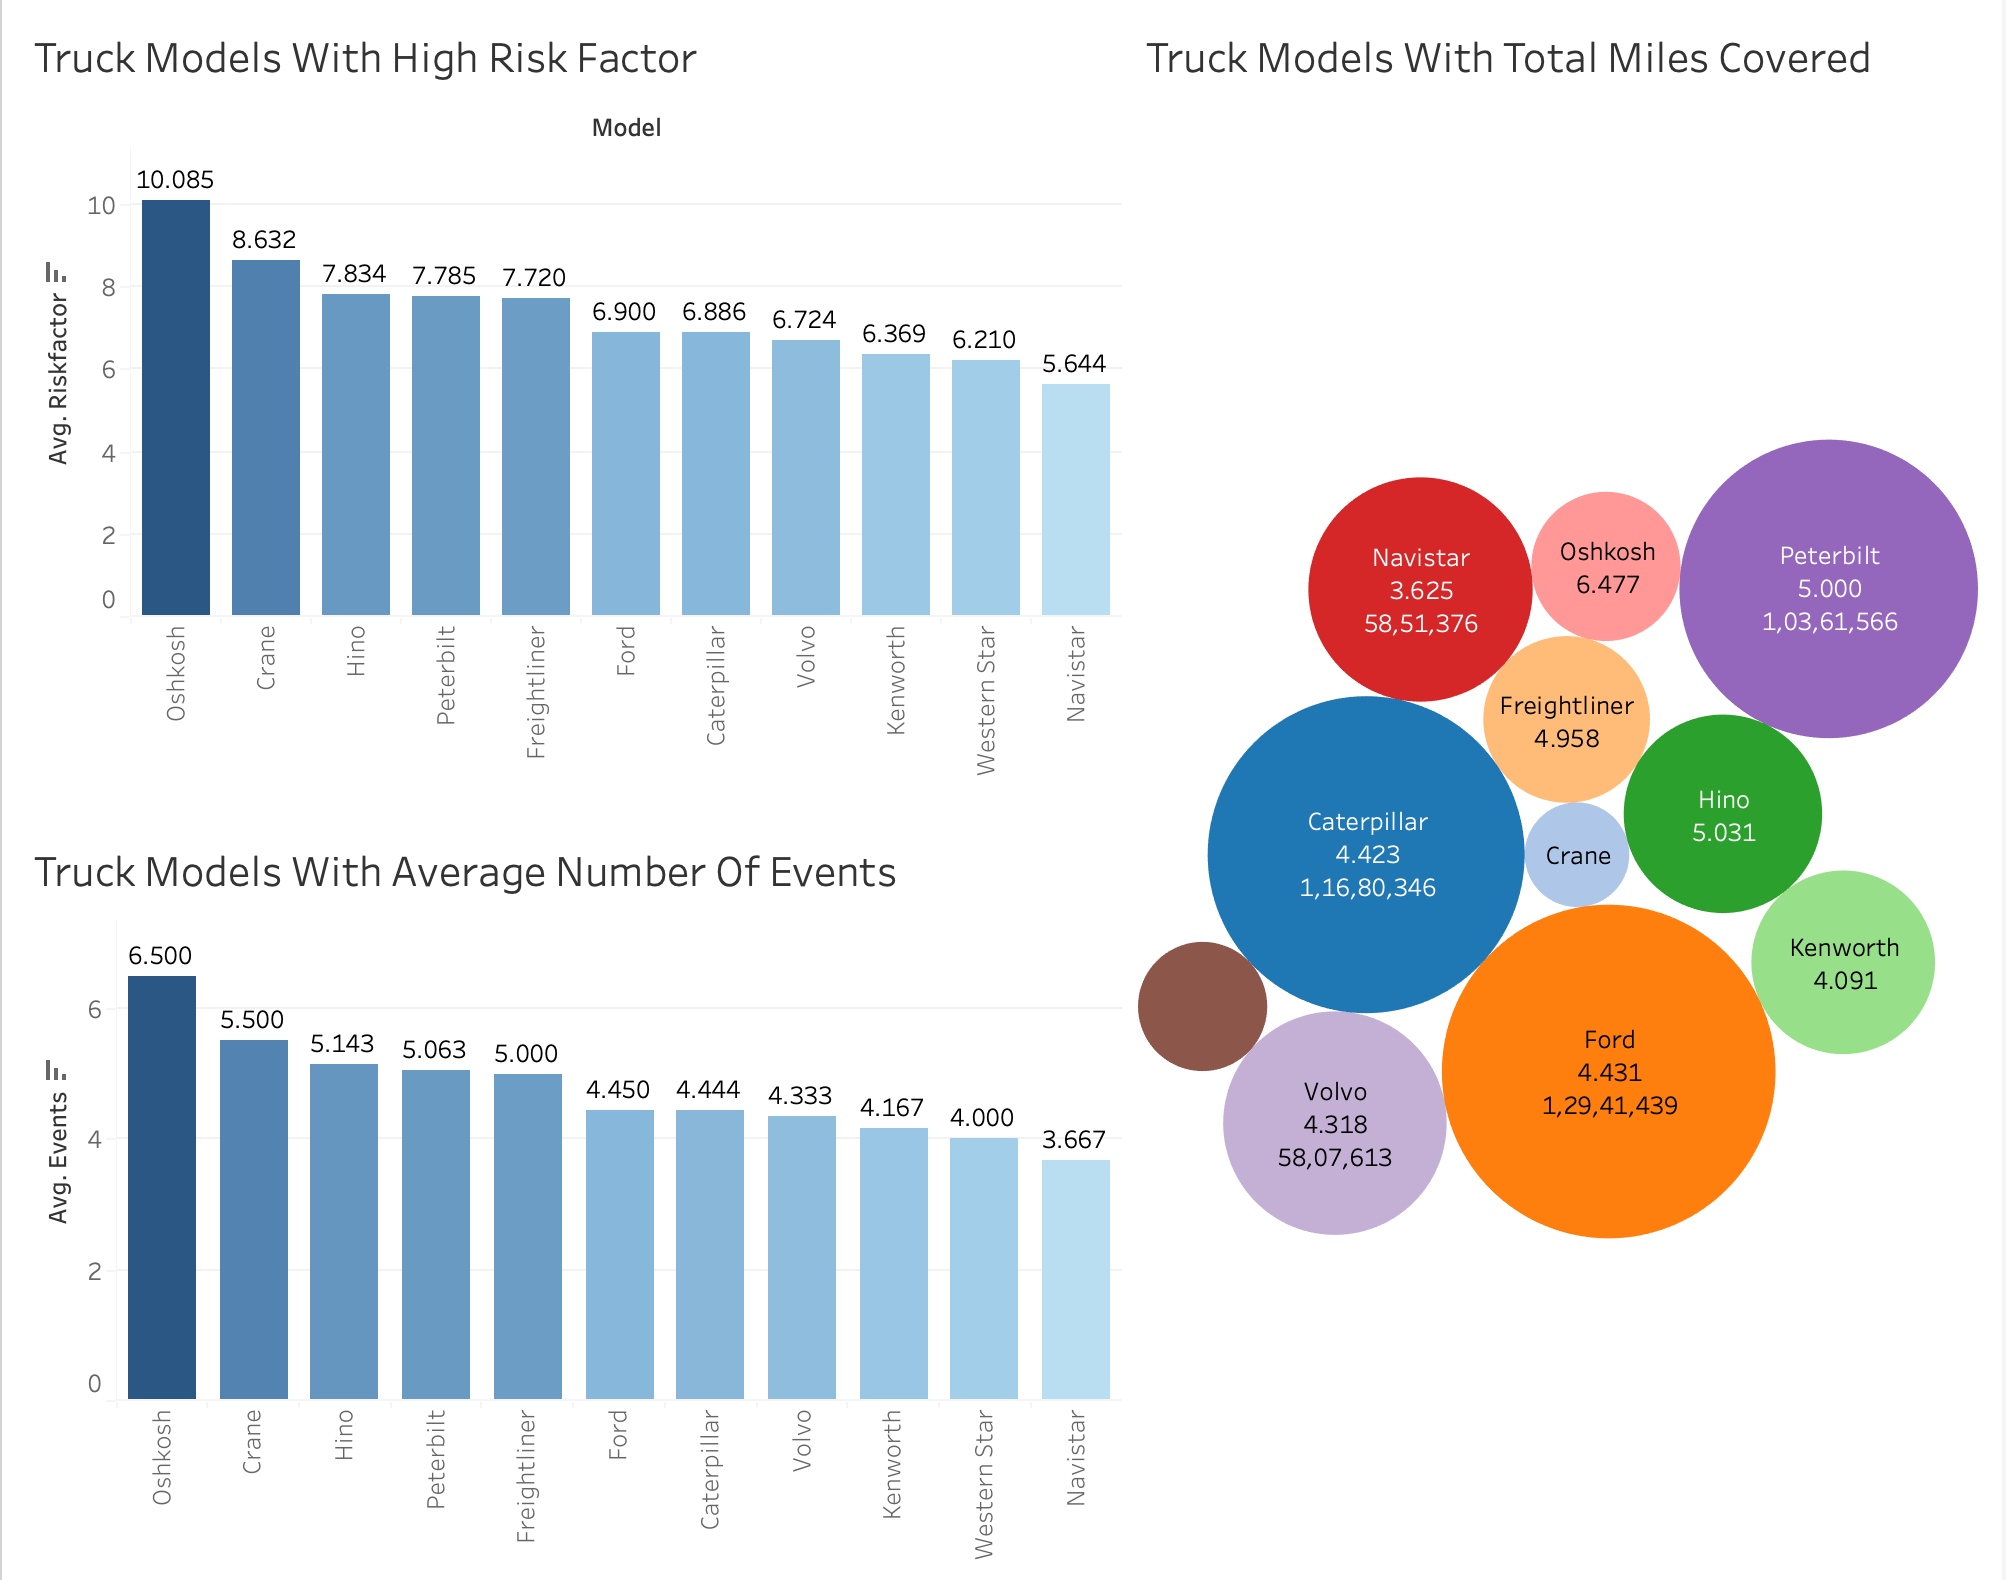 Truck Models With High Risk Factor
Model
Avg. Riskfactor
10
8
6
4
2
0
10.085
8.632
7.834
7.785
7.720
6.900
6.886
6.724
6.369
6.210
5.644
Oshkosh
Crane
Hino
Peterbilt
Freightliner
Ford
Caterpillar
Volvo
Kenworth
Western Star
Navistar
Truck Models With Average Number Of Events
Avg. Events
6
4
2
0
6.500
5.500
5.143
5.063
5.000
4.450
4.444
4.333
4.167
4.000
3.667
Oshkosh
Crane
Hino
Peterbilt
Freightliner
Ford
Caterpillar
Volvo
Kenworth
Western Star
Navistar
Truck Models With Total Miles Covered
Navistar
3.625
58,51,376
Oshkosh
6.477
Peterbilt
5.000
1,03,61,566
Freightliner
4.958
Hino
5.031
Caterpillar
4.423
1,16,80,346
Crane
Kenworth
4.091
Ford
4.431
1,29,41,439
Volvo
4.318
58,07,613